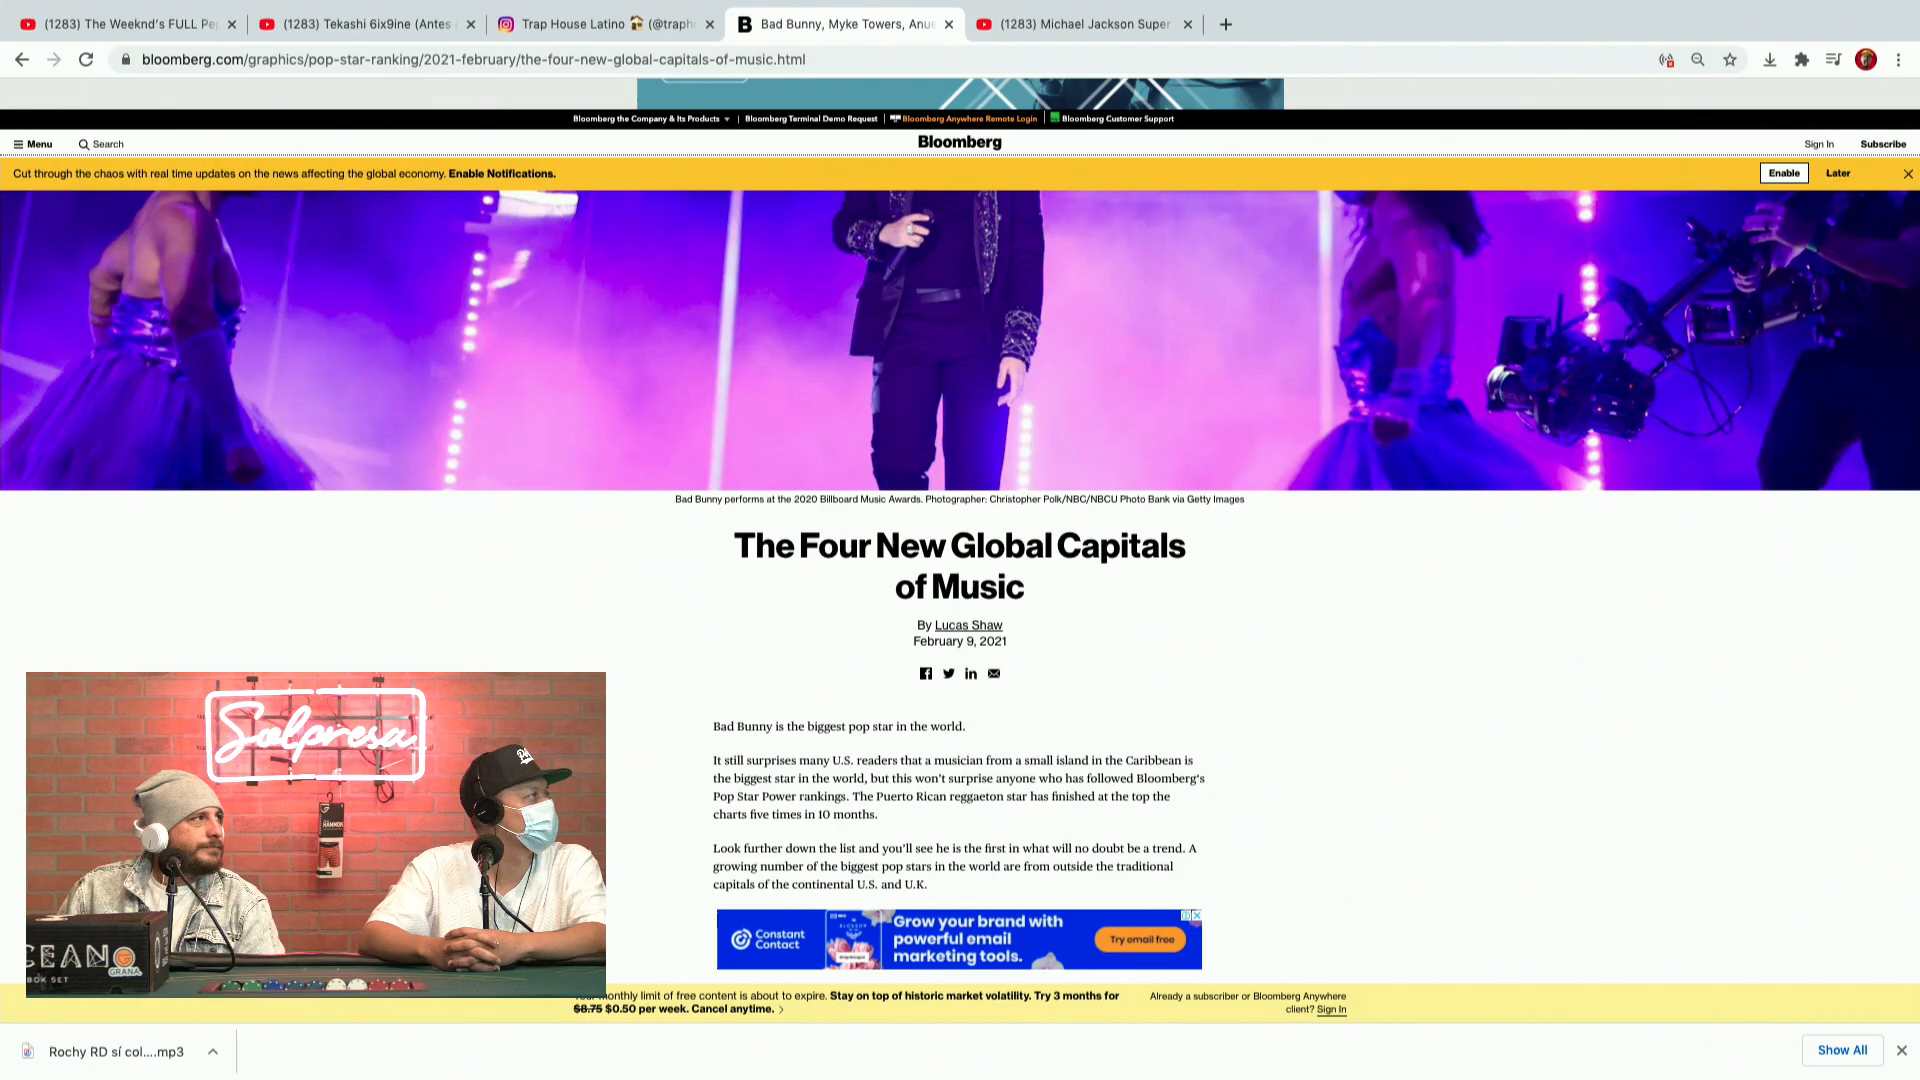 (1283) The Weeknd's FULL Pe
(1283) Tekashi 6ix9ine (Antes
Trap House Latino 🏠 (@traph
Bad Bunny, Myke Towers, Anue
(1283) Michael Jackson Super
bloomberg.com/graphics/pop-star-ranking/2021-february/the-four-new-global-capitals-of-music.html
Bloomberg the Company & Its Products
Bloomberg Terminal Demo Request
Bloomberg Anywhere Remote Login
Bloomberg Customer Support
Menu
Search
Bloomberg
Sign In
Subscribe
Cut through the chaos with real time updates on the news affecting the global economy. Enable Notifications.
Enable
Later
Bad Bunny performs at the 2020 Billboard Music Awards. Photographer: Christopher Polk/NBC/NBCU Photo Bank via Getty Images
The Four New Global Capitals
of Music
By Lucas Shaw
February 9, 2021
Bad Bunny is the biggest pop star in the world.
It still surprises many U.S. readers that a musician from a small island in the Caribbean is
the biggest star in the world, but this won't surprise anyone who has followed Bloomberg's
Pop Star Power rankings. The Puerto Rican reggaeton star has finished at the top the
charts five times in 10 months.
Look further down the list and you'll see he is the first in what will no doubt be a trend. A
growing number of the biggest pop stars in the world are from outside the traditional
capitals of the continental U.S. and U.K.
Constant
Contact
Grow your brand with
powerful email
marketing tools.
Try email free
Salpresa
CEANO
GRANA
BOX SET
monthly limit of free content is about to expire. Stay on top of historic market volatility. Try 3 months for
$8.75 $0.50 per week. Cancel anytime.
Already a subscriber or Bloomberg Anywhere
client? Sign In
Rochy RD sí col....mp3
Show All